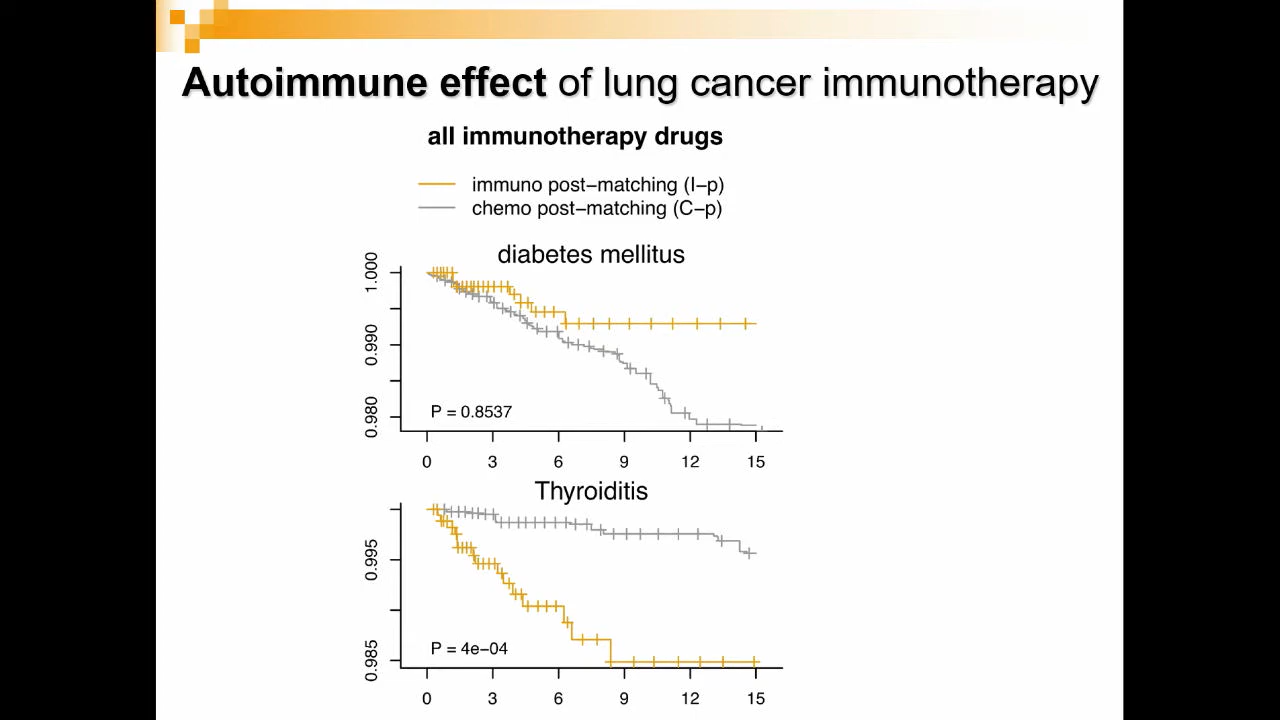 Autoimmune effect of lung cancer immunotherapy
all immunotherapy drugs
immuno post−matching (I−p)
chemo post−matching (C−p)
diabetes mellitus
1.000
0.990
0.980
P = 0.8537
0 3 6 9 12 15
Thyroiditis
0.995
0.985
P = 4e−04
0 3 6 9 12 15